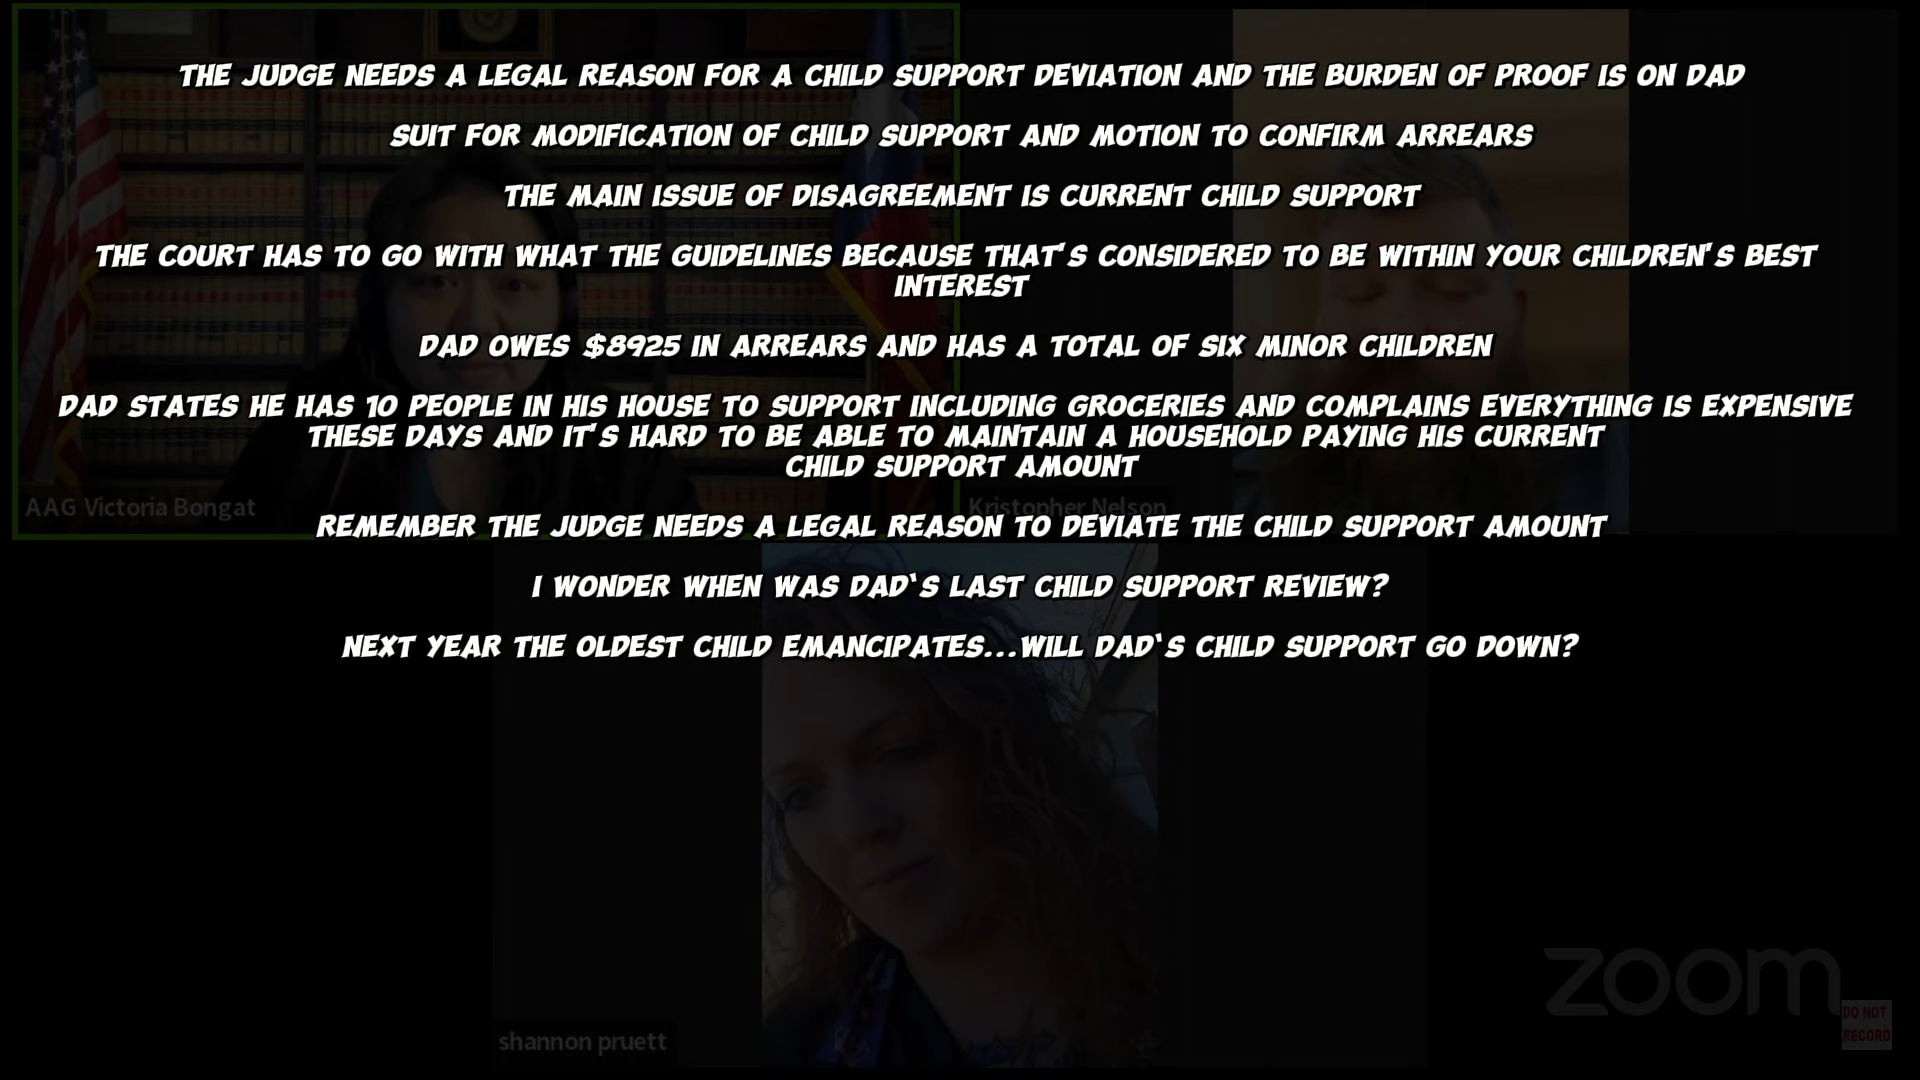 THE JUDGE NEEDS A LEGAL REASON FOR A CHILD SUPPORT DEVIATION AND THE BURDEN OF PROOF IS ON DAD
SUIT FOR MODIFICATION OF CHILD SUPPORT AND MOTION TO CONFIRM ARREARS
THE MAIN ISSUE OF DISAGREEMENT IS CURRENT CHILD SUPPORT
THE COURT HAS TO GO WITH WHAT THE GUIDELINES BECAUSE THAT'S CONSIDERED TO BE WITHIN YOUR CHILDREN'S BEST
INTEREST
DAD OWES $8925 IN ARREARS AND HAS A TOTAL OF SIX MINOR CHILDREN
DAD STATES HE HAS 10 PEOPLE IN HIS HOUSE TO SUPPORT INCLUDING GROCERIES AND COMPLAINS EVERYTHING IS EXPENSIVE
THESE DAYS AND IT'S HARD TO BE ABLE TO MAINTAIN A HOUSEHOLD PAYING HIS CURRENT
CHILD SUPPORT AMOUNT
AAG Victoria Bongat
Kristopher Nelson
REMEMBER THE JUDGE NEEDS A LEGAL REASON TO DEVIATE THE CHILD SUPPORT AMOUNT
I WONDER WHEN WAS DAD`S LAST CHILD SUPPORT REVIEW?
NEXT YEAR THE OLDEST CHILD EMANCIPATES...WILL DAD`S CHILD SUPPORT GO DOWN?
zoom
DO NOT
RECORD
shannon pruett